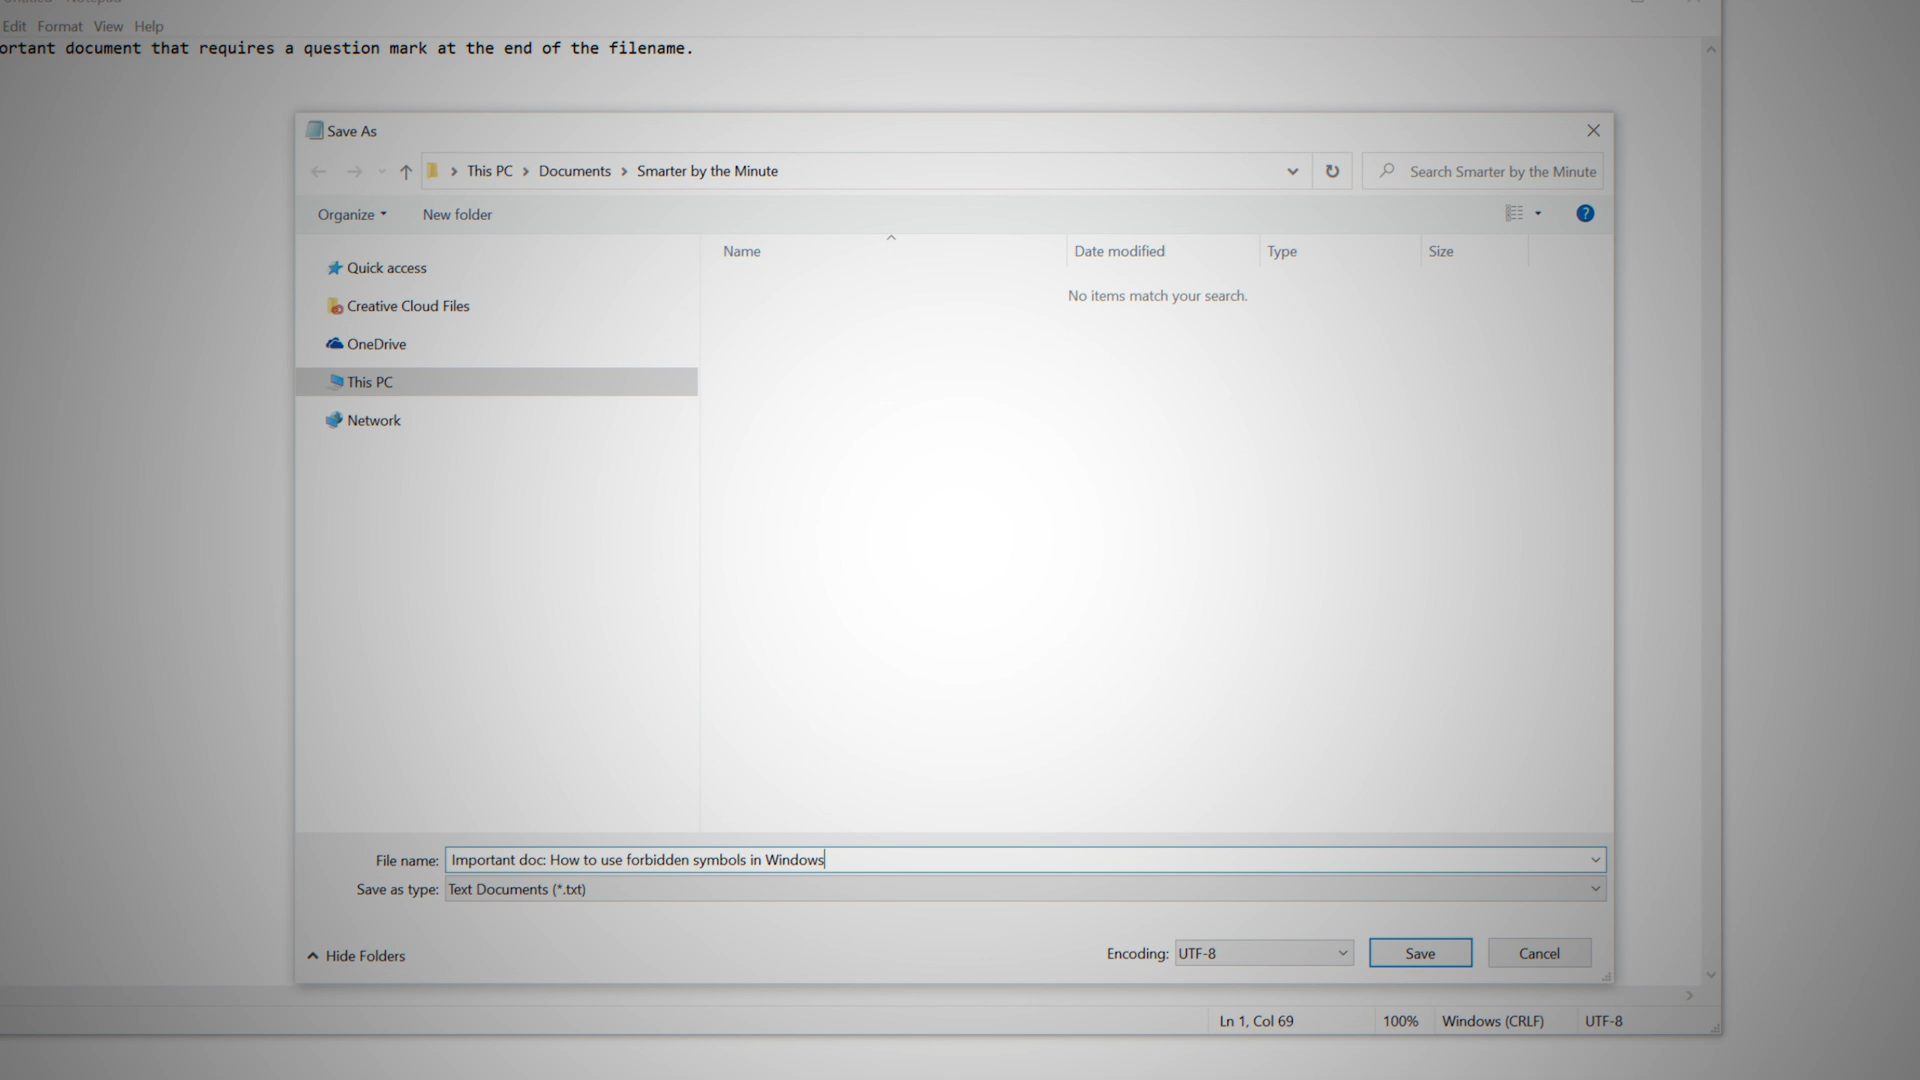 Edit Format View Help
ortant document that requires a question mark at the end of the filename.
Save As
This PC > Documents > Smarter by the Minute
Search Smarter by the Minute
Organize
New folder
Name
Date modified
Type
Size
No items match your search.
Quick access
Creative Cloud Files
OneDrive
This PC
Network
File name: Important doc: How to use forbidden symbols in Windows
Save as type: Text Documents (*.txt)
Hide Folders
Encoding: UTF-8
Save
Cancel
Ln 1, Col 69
100%
Windows (CRLF)
UTF-8